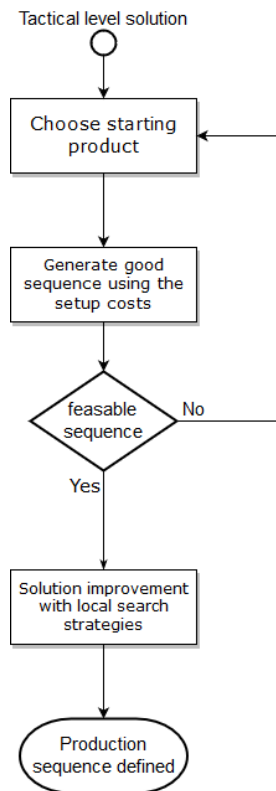 Tactical level solution
Choose starting
product
Generate good
sequence using the
setup costs
feasable
sequence
No
Yes
Solution improvement
with local search
strategies
Production
sequence defined